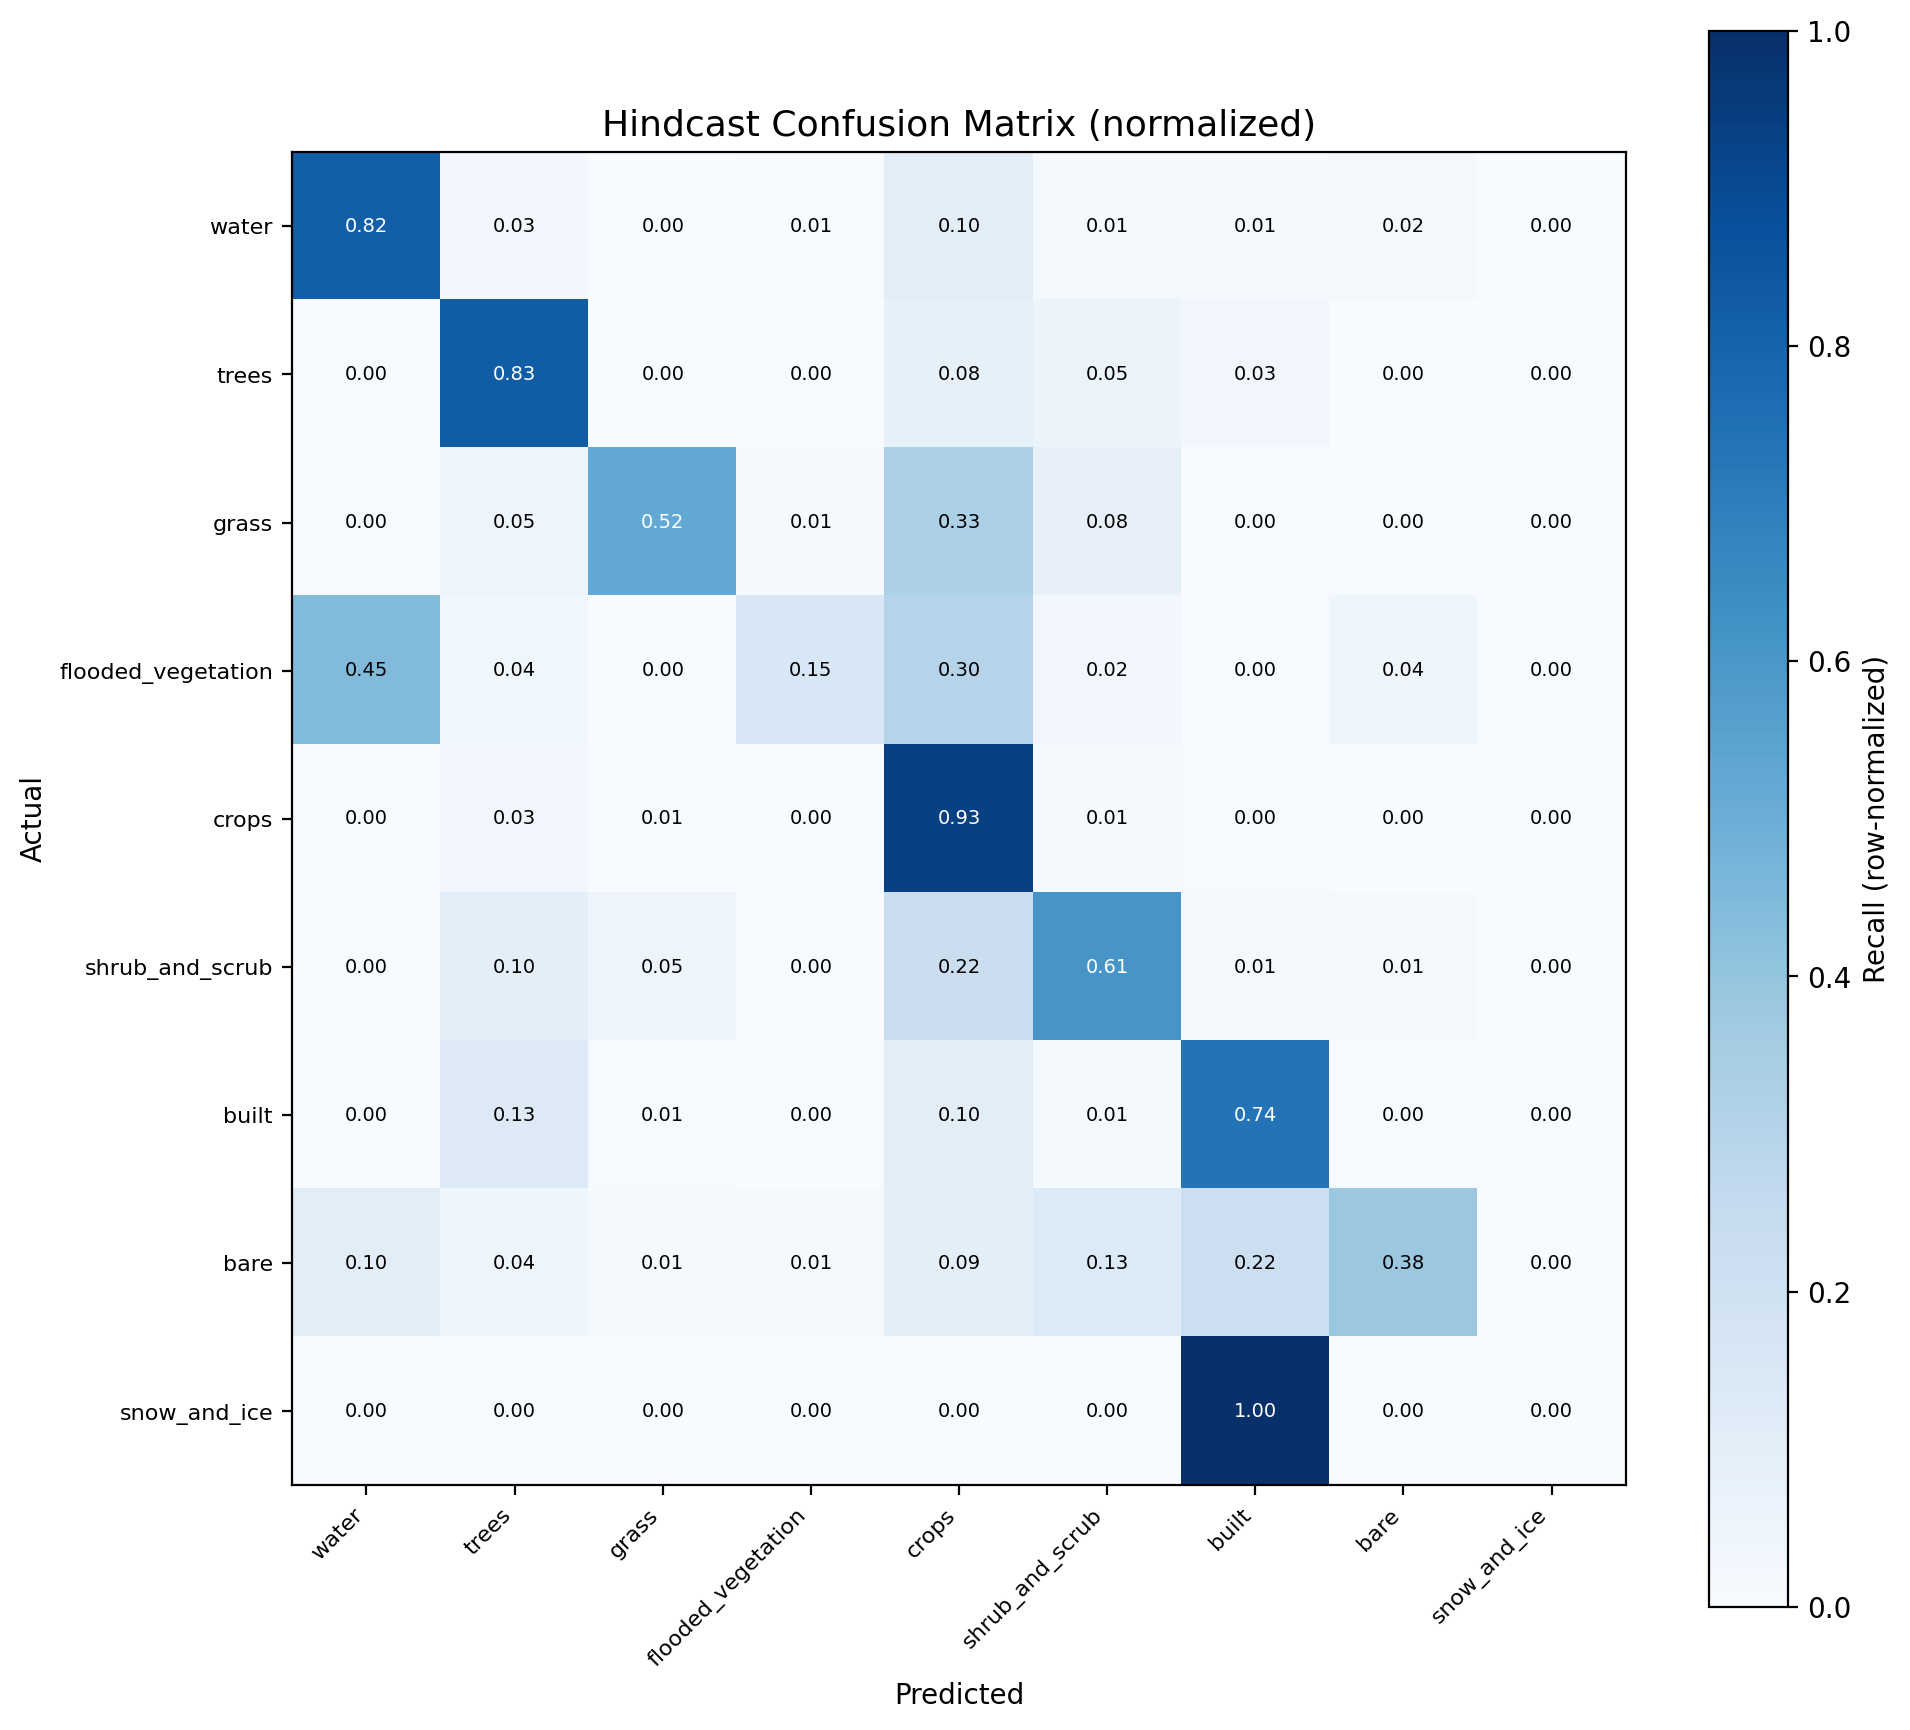 Hindcast Confusion Matrix (normalized)
Actual
water 0.82 0.03 0.00 0.01 0.10 0.01 0.01 0.02 0.00
trees 0.00 0.83 0.00 0.00 0.08 0.05 0.03 0.00 0.00
grass 0.00 0.05 0.52 0.01 0.33 0.08 0.00 0.00 0.00
flooded_vegetation 0.45 0.04 0.00 0.15 0.30 0.02 0.00 0.04 0.00
crops 0.00 0.03 0.01 0.00 0.93 0.01 0.00 0.00 0.00
shrub_and_scrub 0.00 0.10 0.05 0.00 0.22 0.61 0.01 0.01 0.00
built 0.00 0.13 0.01 0.00 0.10 0.01 0.74 0.00 0.00
bare 0.10 0.04 0.01 0.01 0.09 0.13 0.22 0.38 0.00
snow_and_ice 0.00 0.00 0.00 0.00 0.00 0.00 1.00 0.00 0.00
water trees grass flooded_vegetation crops shrub_and_scrub built bare snow_and_ice
Predicted
1.0
0.8
0.6
0.4
0.2
0.0
Recall (row-normalized)